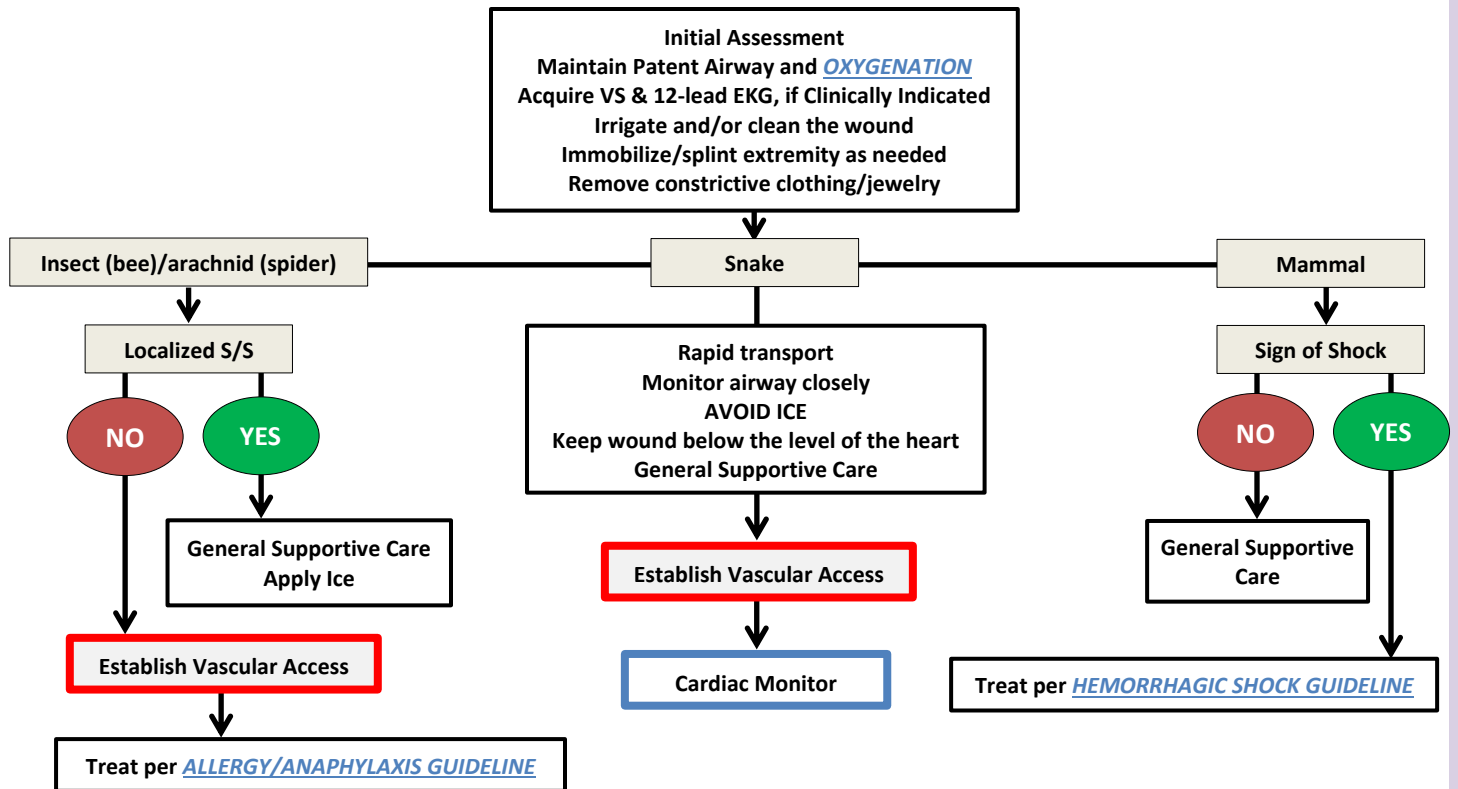 Initial Assessment
Maintain Patent Airway and OXYGENATION
Acquire VS & 12-lead EKG, if Clinically Indicated
Irrigate and/or clean the wound
Immobilize/splint extremity as needed
Remove constrictive clothing/jewelry
Insect (bee)/arachnid (spider)
Snake
Mammal
Localized S/S
NO
YES
General Supportive Care
Apply Ice
Establish Vascular Access
Treat per ALLERGY/ANAPHYLAXIS GUIDELINE
Rapid transport
Monitor airway closely
AVOID ICE
Keep wound below the level of the heart
General Supportive Care
Establish Vascular Access
Cardiac Monitor
Sign of Shock
NO
YES
General Supportive
Care
Treat per HEMORRHAGIC SHOCK GUIDELINE